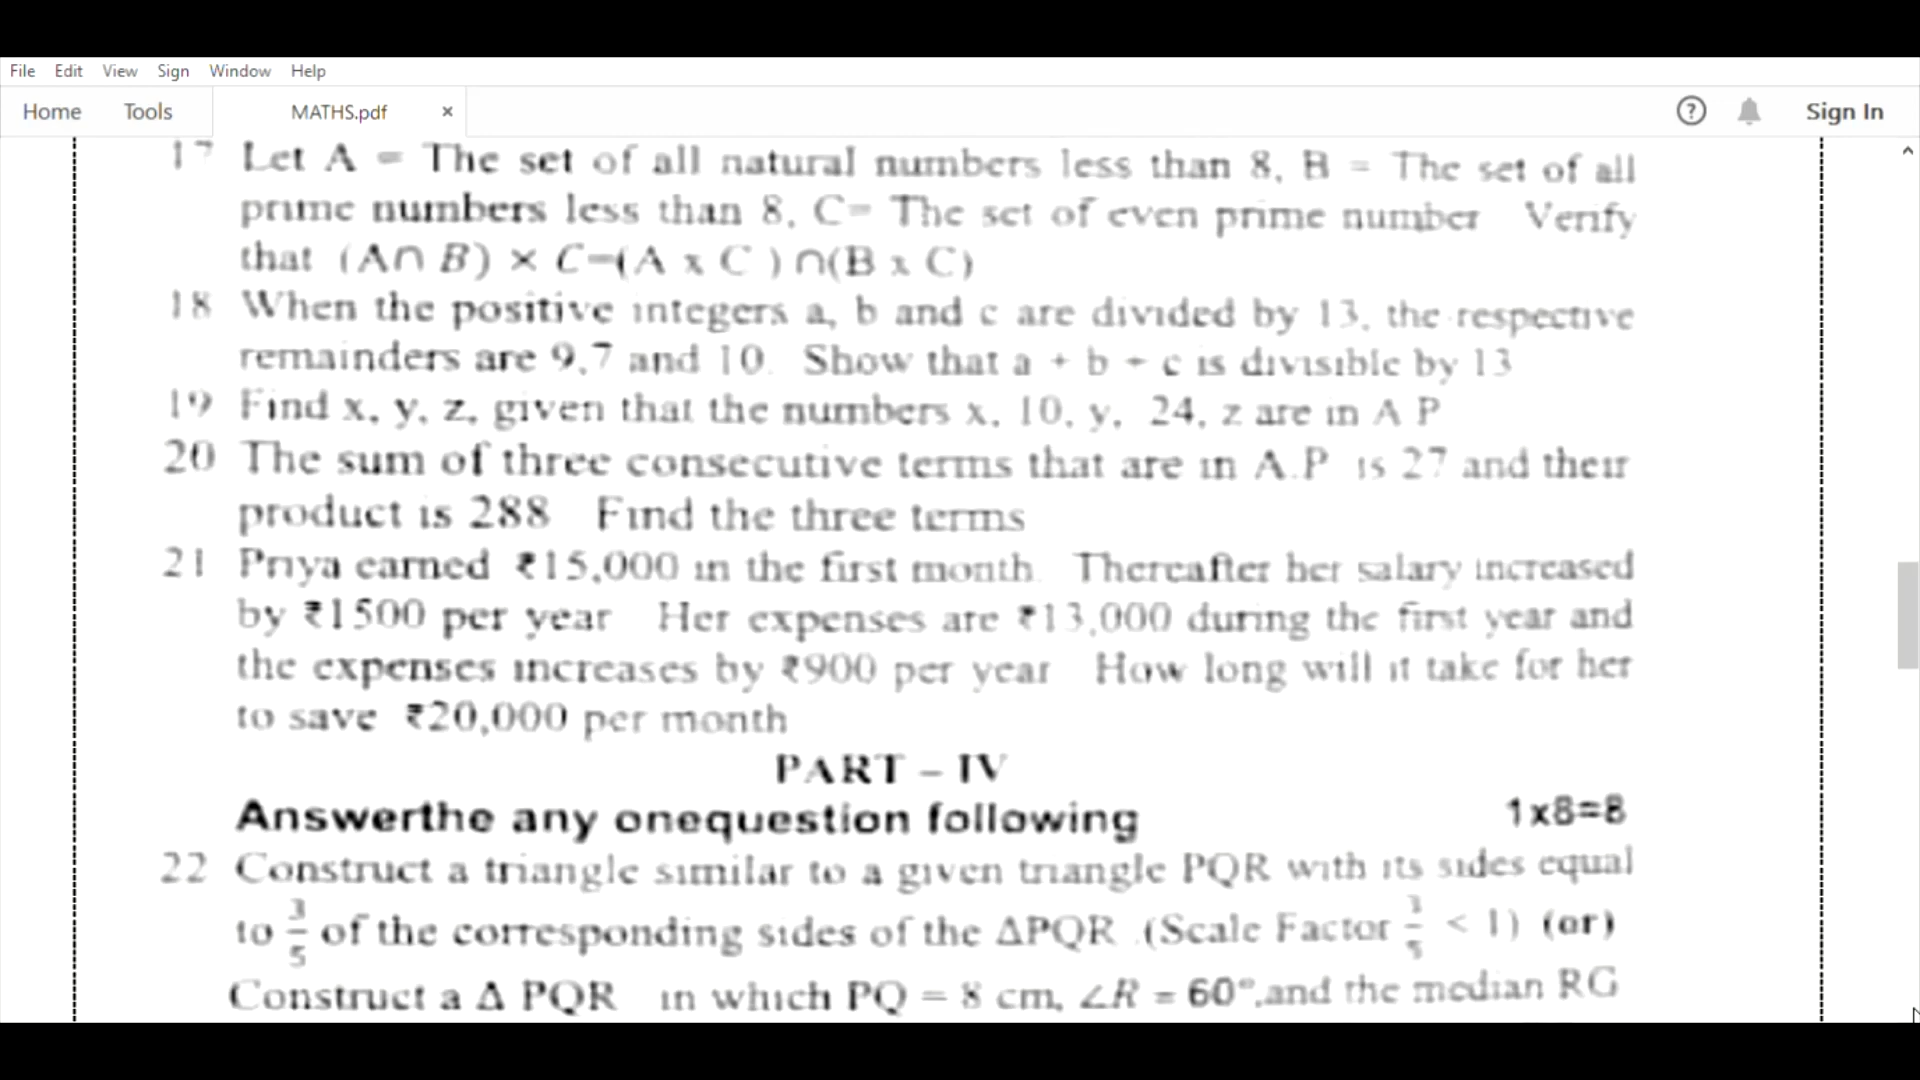 File Edit View Sign Window Help
Home Tools MATHS.pdf × ? Sign In
17 Let A = The set of all natural numbers less than 8, B = The set of all
prime numbers less than 8, C= The set of even prime number Verify
that (A∩ B) × C=(A x C ) ∩(B x C)
18 When the positive integers a, b and c are divided by 13, the respective
remainders are 9,7 and 10. Show that a + b + c is divisible by 13
19 Find x, y, z, given that the numbers x, 10, y, 24, z are in A P
20 The sum of three consecutive terms that are in A.P is 27 and their
product is 288 Find the three terms
21 Priya earned ₹15,000 in the first month. Thereafter her salary increased
by ₹1500 per year Her expenses are ₹13,000 during the first year and
the expenses increases by ₹900 per year How long will it take for her
to save ₹20,000 per month
PART – IV
Answerthe any onequestion following 1x8=8
22 Construct a triangle similar to a given triangle PQR with its sides equal
to 3/5 of the corresponding sides of the ΔPQR (Scale Factor 3/5 < 1) (or)
Construct a Δ PQR in which PQ = 8 cm, ∠R = 60°,and the median RG